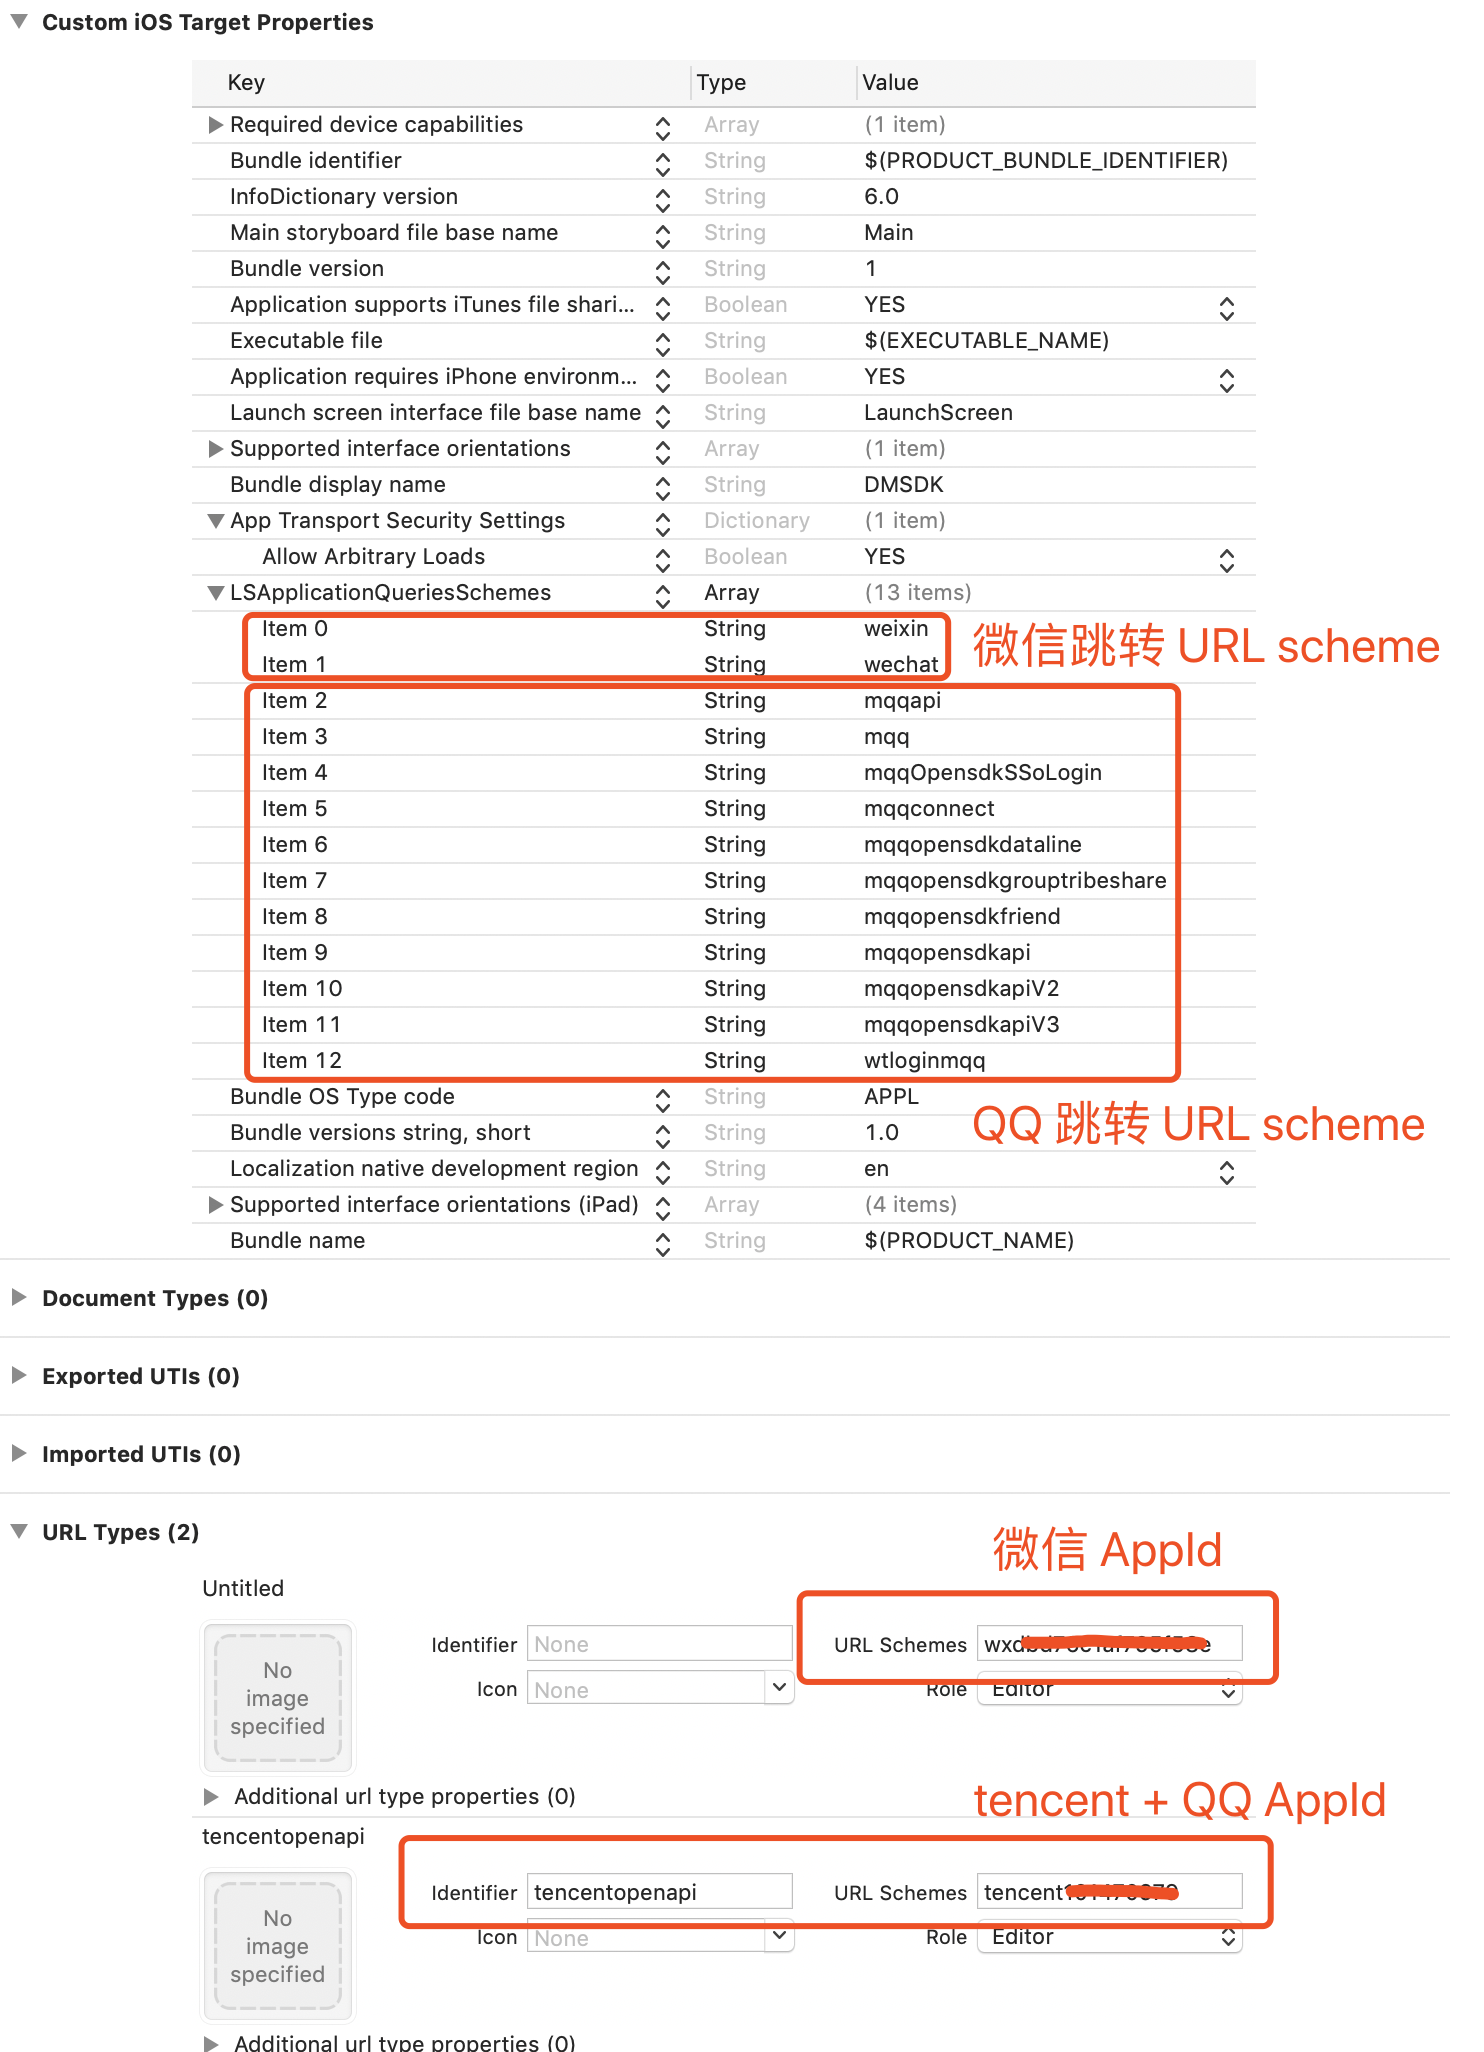 Custom iOS Target Properties
Key Type Value
Required device capabilities Array (1 item)
Bundle identifier String $(PRODUCT_BUNDLE_IDENTIFIER)
InfoDictionary version String 6.0
Main storyboard file base name String Main
Bundle version String 1
Application supports iTunes file shari... Boolean YES
Executable file String $(EXECUTABLE_NAME)
Application requires iPhone environm... Boolean YES
Launch screen interface file base name String LaunchScreen
Supported interface orientations Array (1 item)
Bundle display name String DMSDK
App Transport Security Settings Dictionary (1 item)
Allow Arbitrary Loads Boolean YES
LSApplicationQueriesSchemes Array (13 items)
Item 0 String weixin
微信跳转 URL scheme
Item 1 String wechat
Item 2 String mqqapi
Item 3 String mqq
Item 4 String mqqOpensdkSSoLogin
Item 5 String mqqconnect
Item 6 String mqqopensdkdataline
Item 7 String mqqopensdkgrouptribeshare
Item 8 String mqqopensdkfriend
Item 9 String mqqopensdkapi
Item 10 String mqqopensdkapiV2
Item 11 String mqqopensdkapiV3
Item 12 String wtloginmqq
Bundle OS Type code String APPL
QQ 跳转 URL scheme
Bundle versions string, short String 1.0
Localization native development region String en
Supported interface orientations (iPad) Array (4 items)
Bundle name String $(PRODUCT_NAME)
Document Types (0)
Exported UTIs (0)
Imported UTIs (0)
URL Types (2)
微信 AppId
Untitled
No image specified
Identifier None URL Schemes
Icon None Role Editor
Additional url type properties (0)
tencent + QQ AppId
tencentopenapi
No image specified
Identifier tencentopenapi URL Schemes tencent
Icon None Role Editor
Additional url type properties (0)